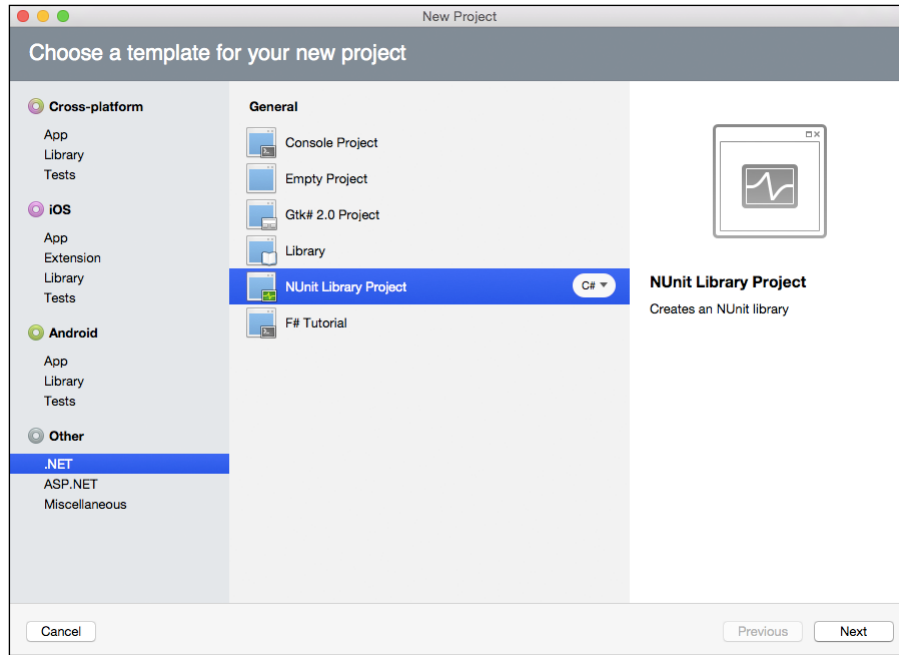 New Project
Choose a template for your new project
Cross-platform
App
Library
Tests
iOS
App
Extension
Library
Tests
Android
App
Library
Tests
Other
.NET
ASP.NET
Miscellaneous
General
Console Project
Empty Project
Gtk# 2.0 Project
Library
NUnit Library Project C#
F# Tutorial
NUnit Library Project
Creates an NUnit library
Cancel
Previous
Next